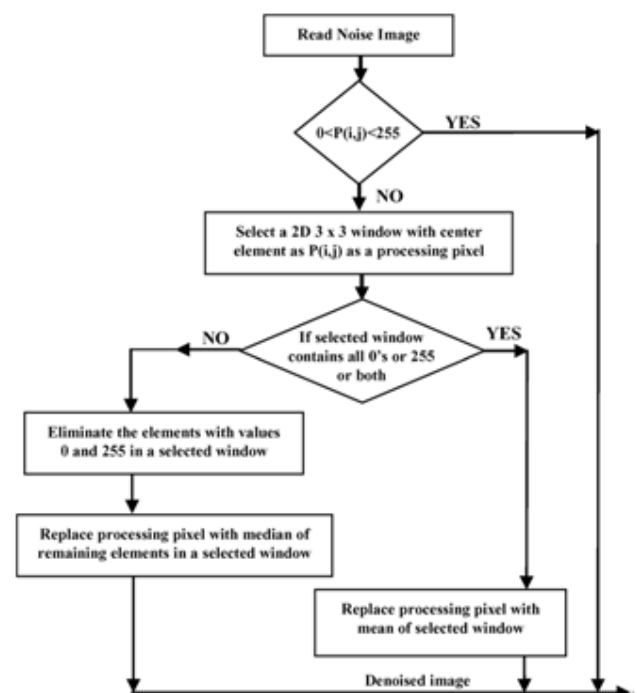 Read Noise Image
0<P(i,j)<255
YES
NO
Select a 2D 3 x 3 window with center
element as P(i,j) as a processing pixel
NO
If selected window
contains all 0's or 255
or both
YES
Eliminate the elements with values
0 and 255 in a selected window
Replace processing pixel with median of
remaining elements in a selected window
Replace processing pixel with
mean of selected window
Denoised image